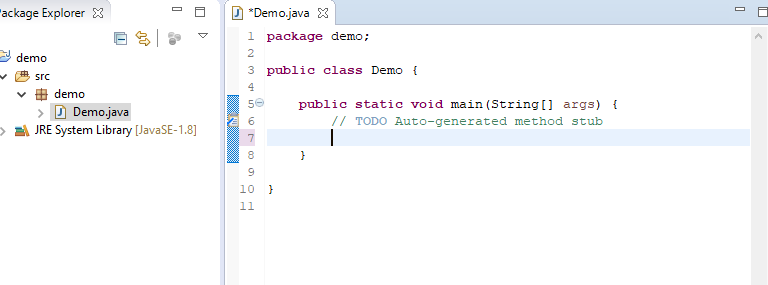 Package Explorer
demo
src
demo
Demo.java
JRE System Library [JavaSE-1.8]
*Demo.java
1 package demo;
2
3 public class Demo {
4
5 public static void main(String[] args) {
6 // TODO Auto-generated method stub
7
8 }
9
10 }
11